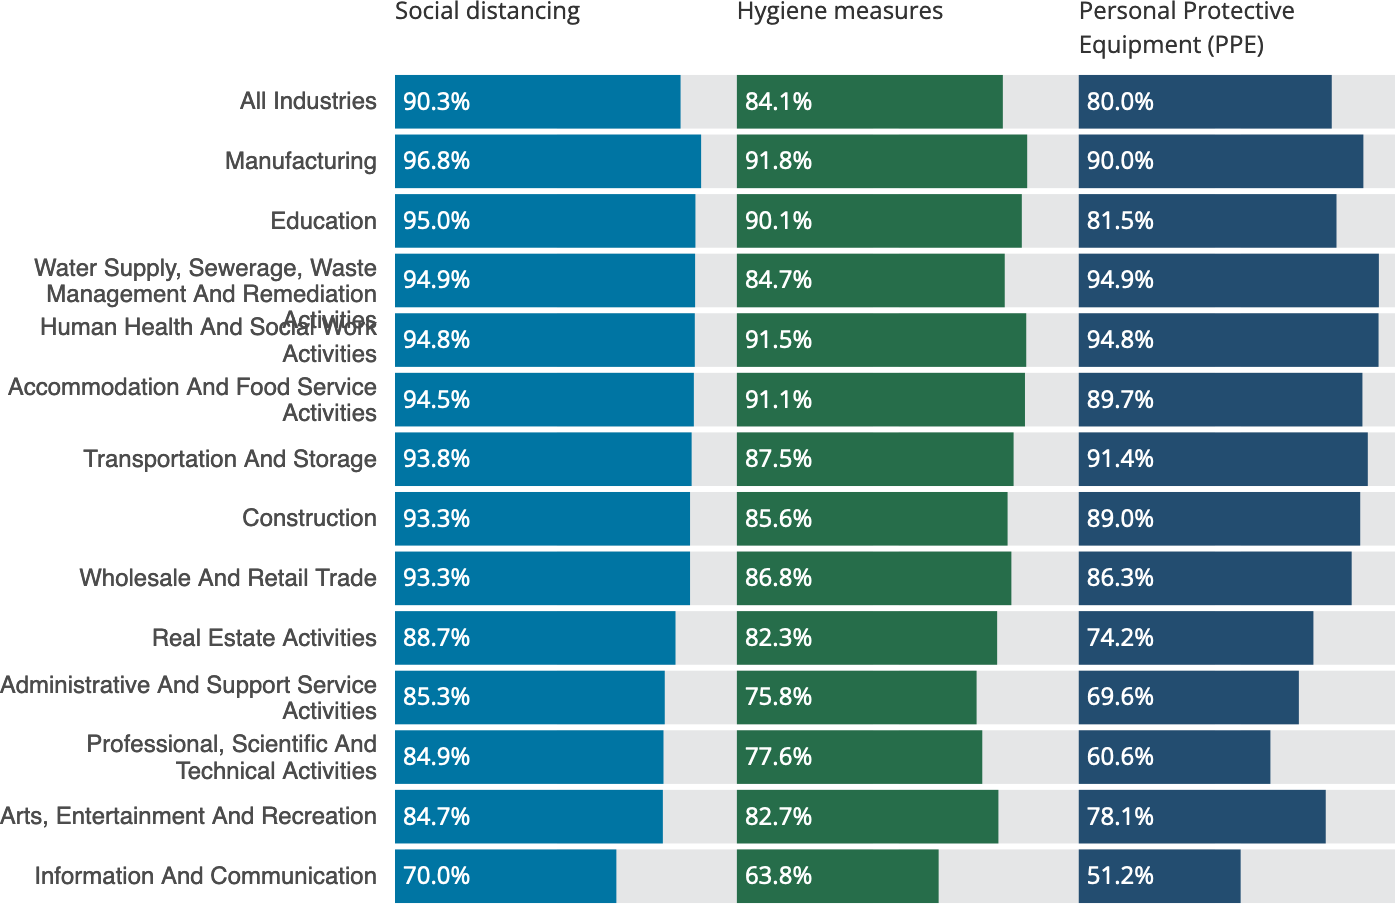 Social distancing
Hygiene measures
Personal Protective
Equipment (PPE)
All Industries
90.3%
84.1%
80.0%
Manufacturing
96.8%
91.8%
90.0%
Education
95.0%
90.1%
81.5%
Water Supply, Sewerage, Waste
Management And Remediation
Activities
94.9%
84.7%
94.9%
Human Health And Social Work
Activities
94.8%
91.5%
94.8%
Accommodation And Food Service
Activities
94.5%
91.1%
89.7%
Transportation And Storage
93.8%
87.5%
91.4%
Construction
93.3%
85.6%
89.0%
Wholesale And Retail Trade
93.3%
86.8%
86.3%
Real Estate Activities
88.7%
82.3%
74.2%
Administrative And Support Service
Activities
85.3%
75.8%
69.6%
Professional, Scientific And
Technical Activities
84.9%
77.6%
60.6%
Arts, Entertainment And Recreation
84.7%
82.7%
78.1%
Information And Communication
70.0%
63.8%
51.2%